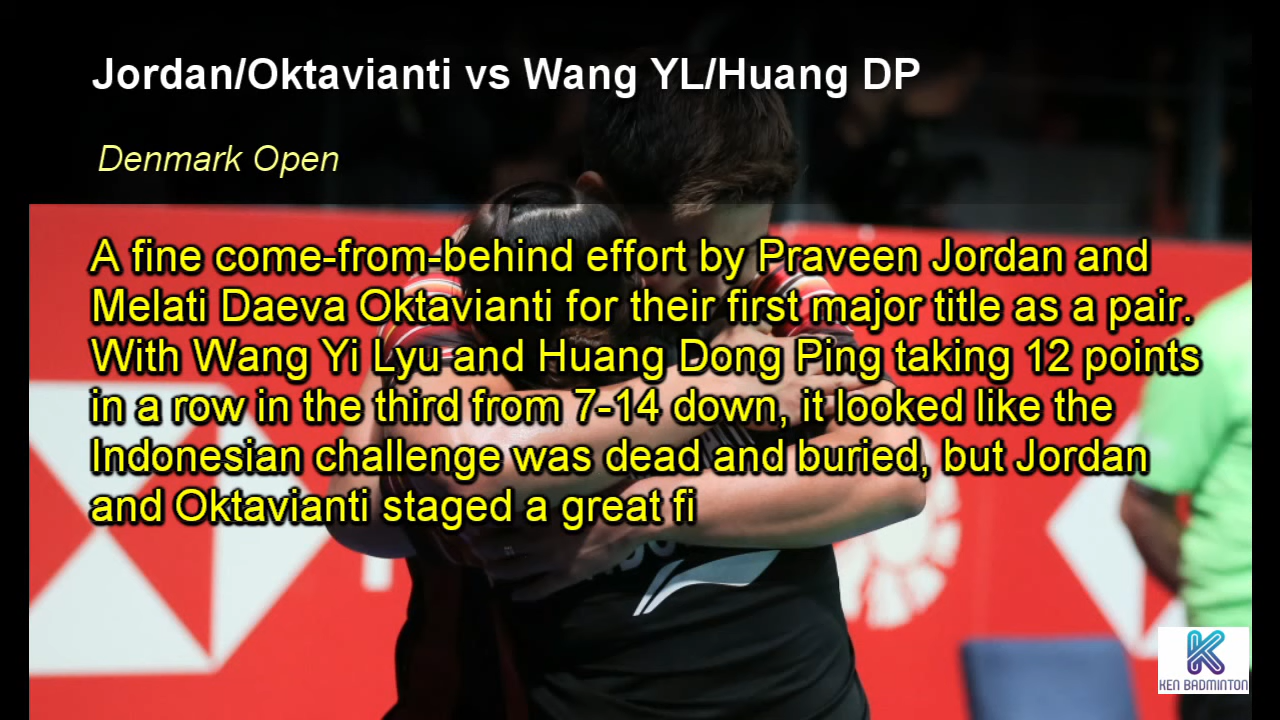 Jordan/Oktavianti vs Wang YL/Huang DP
Denmark Open
A fine come-from-behind effort by Praveen Jordan and
Melati Daeva Oktavianti for their first major title as a pair.
With Wang Yi Lyu and Huang Dong Ping taking 12 points
in a row in the third from 7-14 down, it looked like the
Indonesian challenge was dead and buried, but Jordan
and Oktavianti staged a great fi
KEN BADMINTON